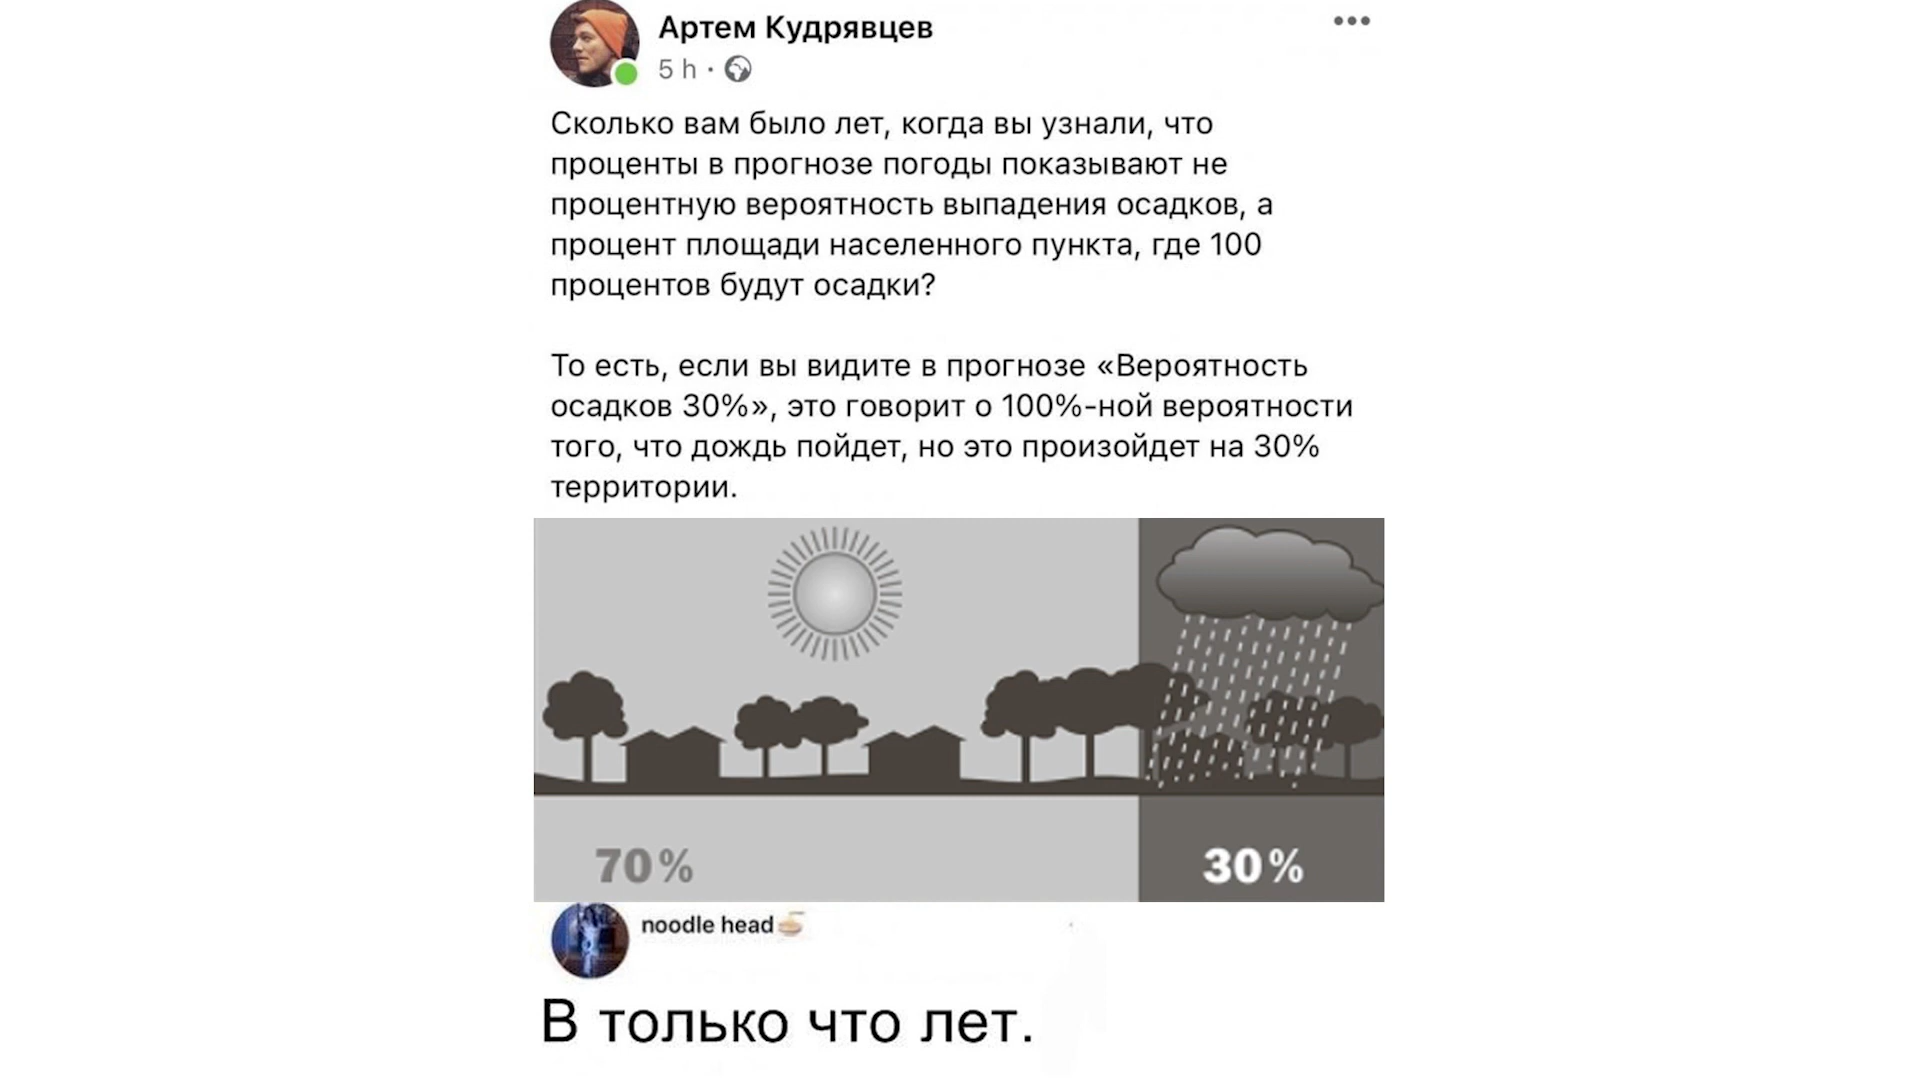 Артем Кудрявцев
5 h ·
Сколько вам было лет, когда вы узнали, что
проценты в прогнозе погоды показывают не
процентную вероятность выпадения осадков, а
процент площади населенного пункта, где 100
процентов будут осадки?
То есть, если вы видите в прогнозе «Вероятность
осадков 30%», это говорит о 100%-ной вероятности
того, что дождь пойдет, но это произойдет на 30%
территории.
70%
30%
noodle head
В только что лет.